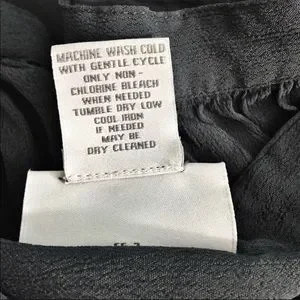 MACHINE WASH COLD
WITH GENTLE CYCLE
ONLY NON-
CHLORINE BLEACH
WHEN NEEDED
TUMBLE DRY LOW
COOL IRON
IF NEEDED
MAY BE
DRY CLEANED